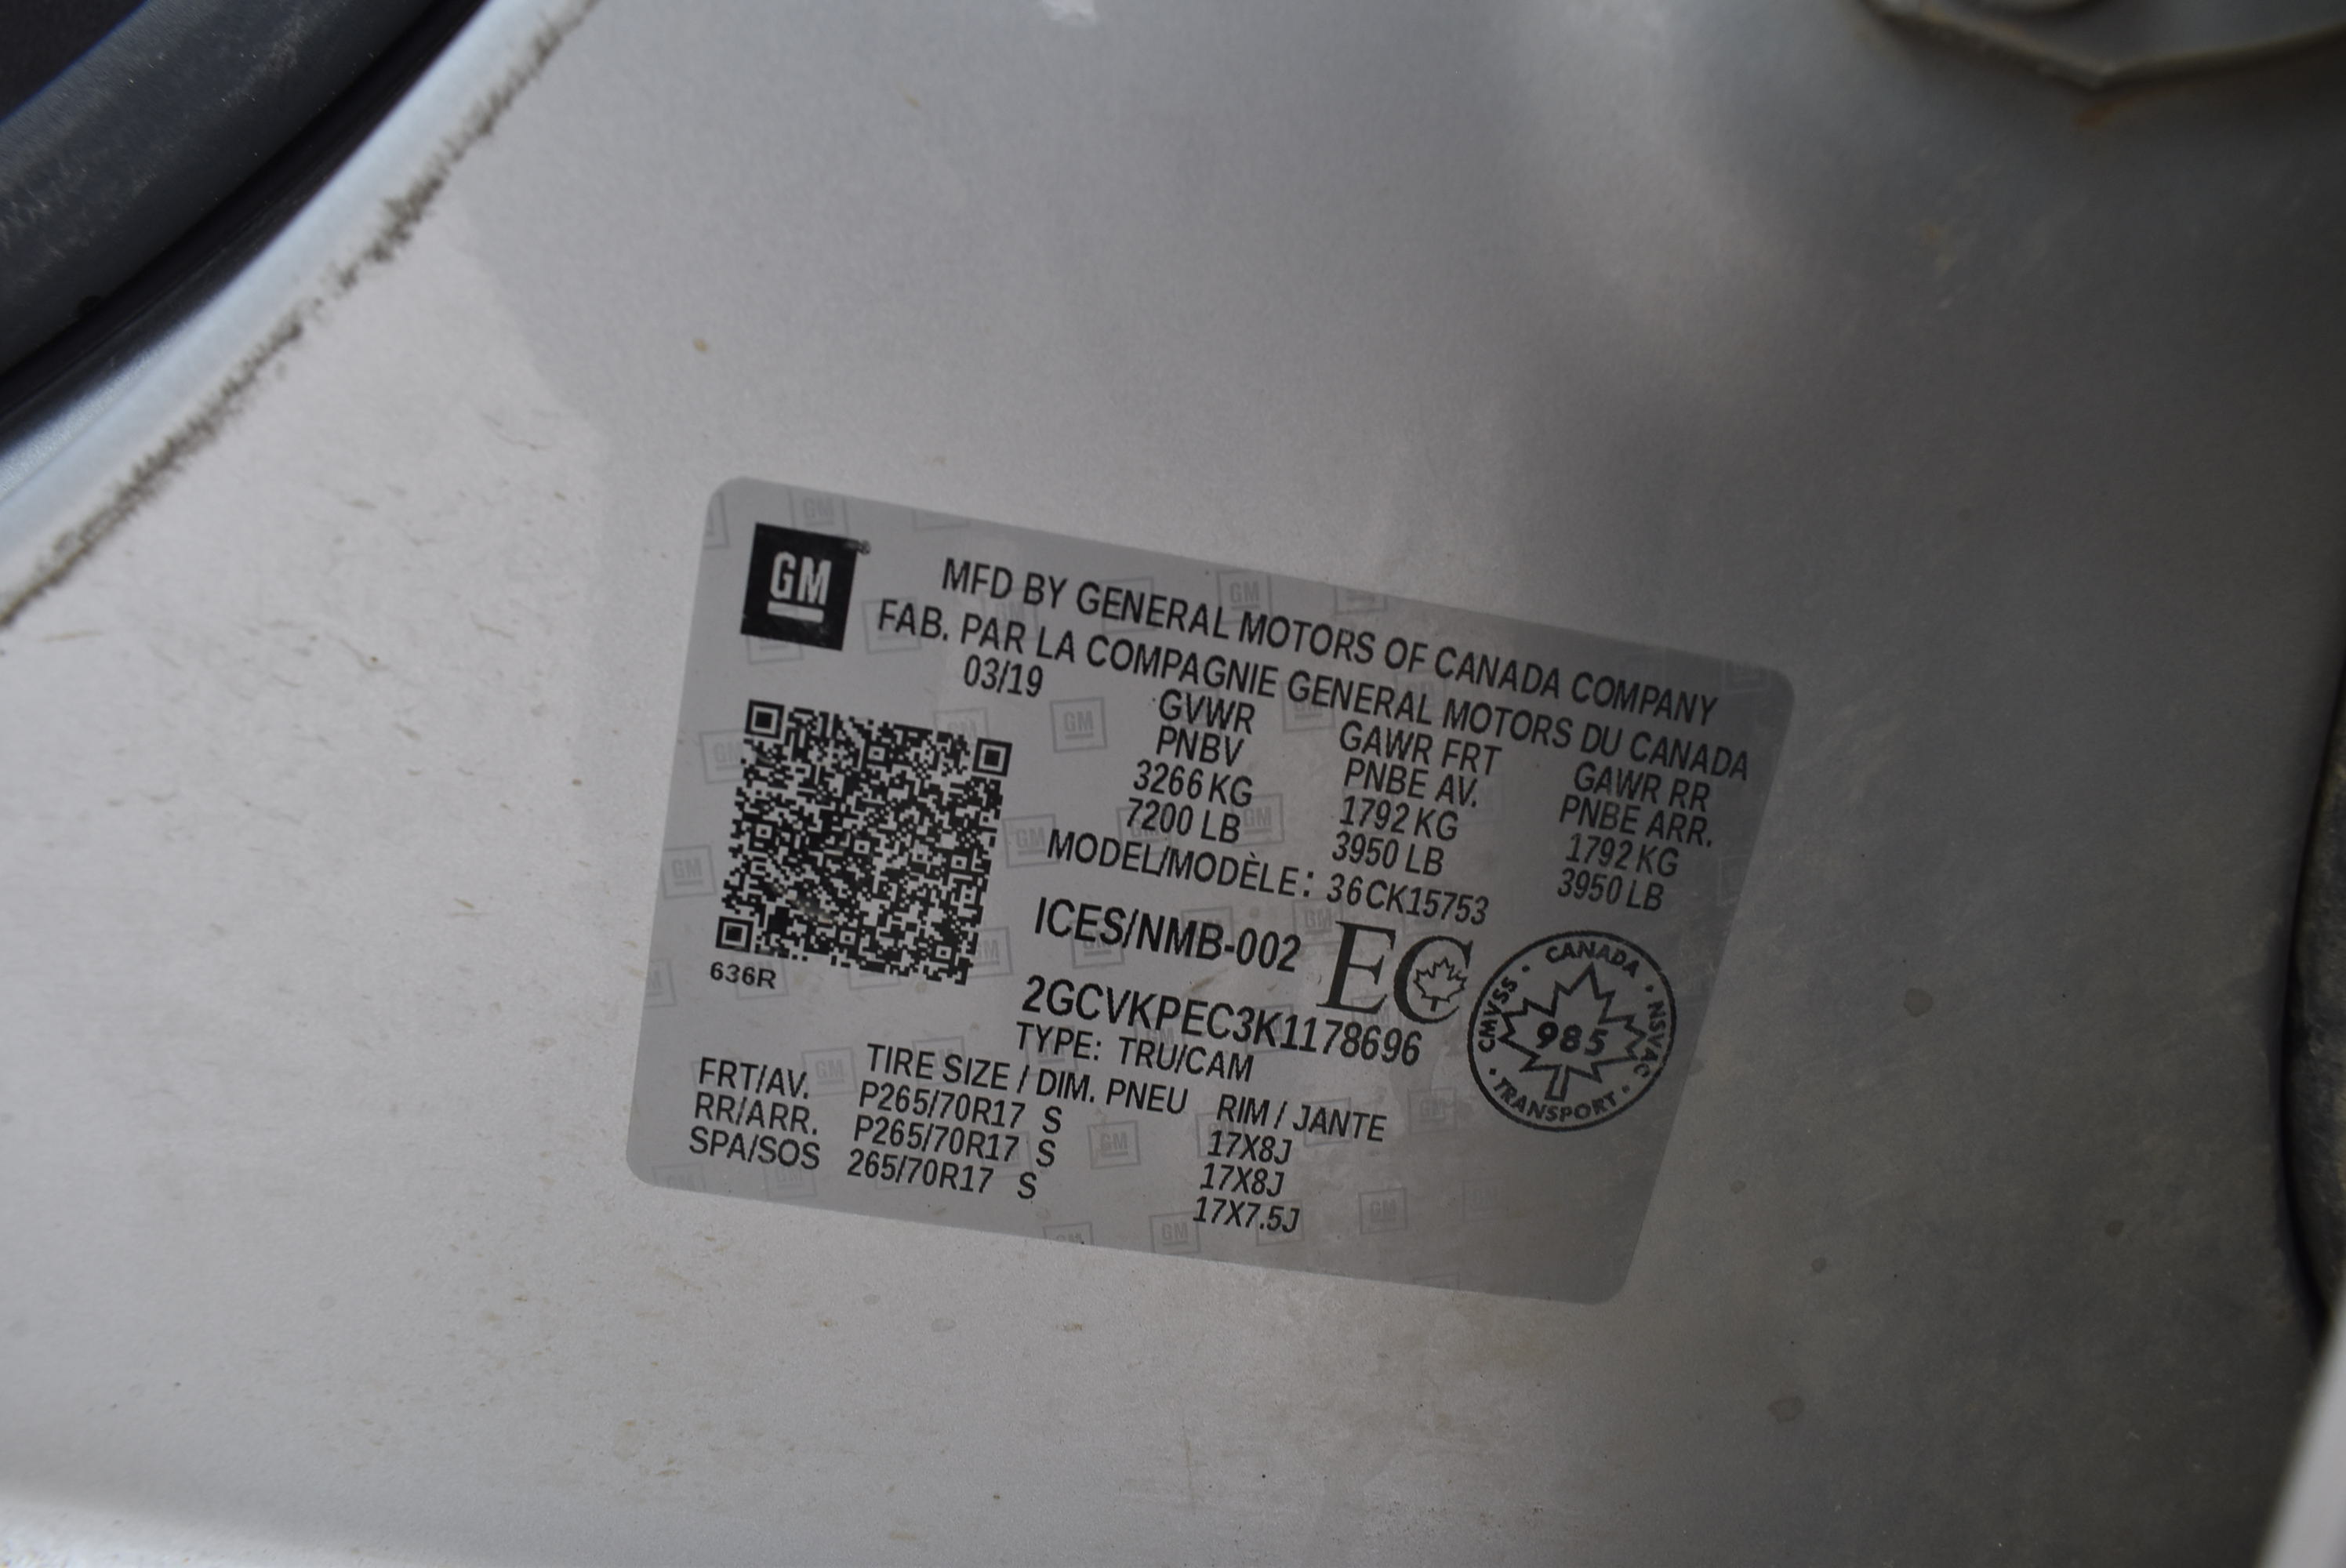 GM
MFD BY GENERAL MOTORS OF CANADA COMPANY
FAB. PAR LA COMPAGNIE GENERAL MOTORS DU CANADA
03/19 GVWR GAWR FRT GAWR RR
PNBV PNBE AV. PNBE ARR.
3266 KG 1792 KG 1792 KG
7200 LB 3950 LB 3950 LB
MODEL/MODÈLE: 36CK15753
ICES/NMB-002 EC
636R
2GCVKPEC3K1178696
TYPE: TRU/CAM
CANADA · NSVAC · TRANSPORT · CMVSS ·
985
TIRE SIZE / DIM. PNEU RIM / JANTE
FRT/AV. P265/70R17 S 17X8J
RR/ARR. P265/70R17 S 17X8J
SPA/SOS 265/70R17 S 17X7.5J